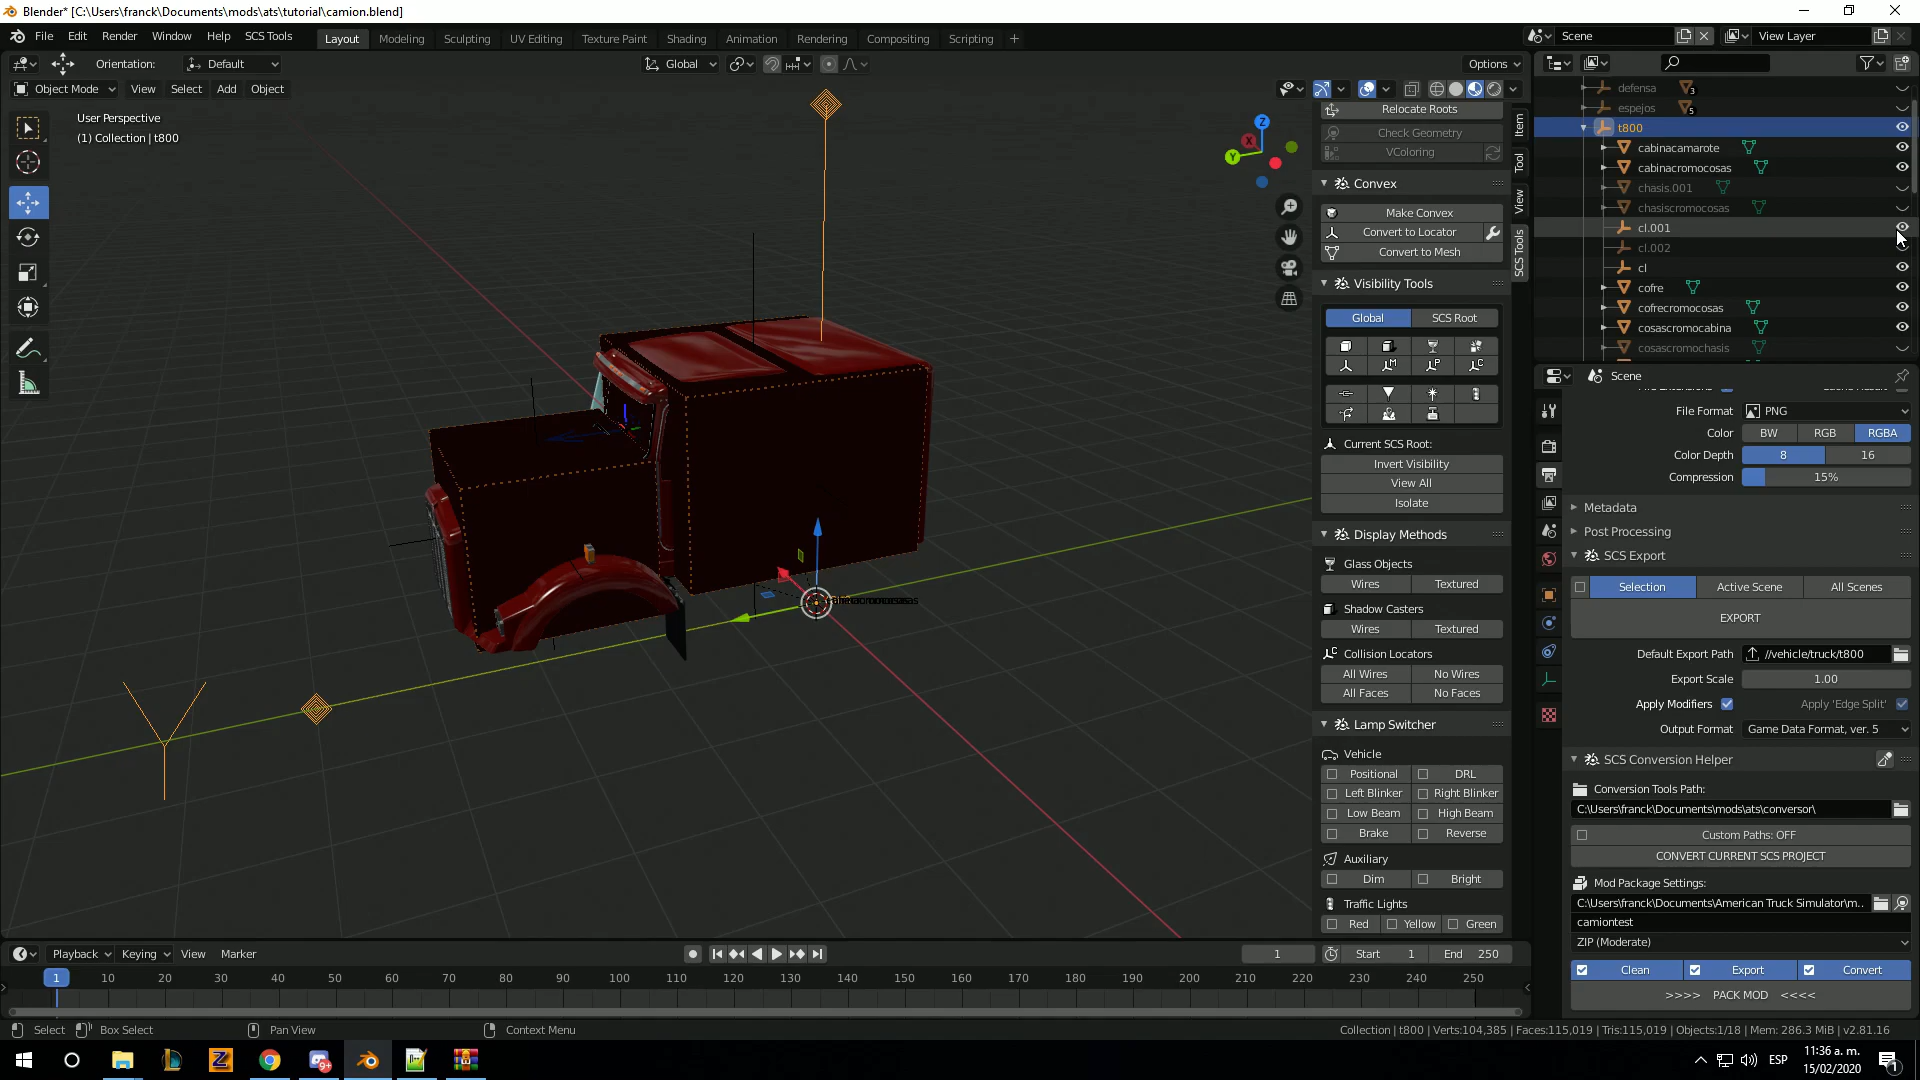 Blender* [C:\Users\franck\Documents\mods\ats\tutorial\camion.blend]
File Edit Render Window Help SCS Tools
Layout Modeling Sculpting UV Editing Texture Paint Shading Animation Rendering Compositing Scripting
Scene
View Layer
Orientation: Default
Global
Options
Object Mode View Select Add Object
User Perspective
(1) Collection | t800
Z
Y
X
Relocate Roots
Check Geometry
VColoring
Convex
Make Convex
Convert to Locator
Convert to Mesh
Visibility Tools
Global SCS Root
Current SCS Root:
Invert Visibility
View All
Isolate
Display Methods
Glass Objects
Wires Textured
Shadow Casters
Wires Textured
Collision Locators
All Wires No Wires
All Faces No Faces
Lamp Switcher
Vehicle
Positional DRL
Left Blinker Right Blinker
Low Beam High Beam
Brake Reverse
Auxiliary
Dim Bright
Traffic Lights
Red Yellow Green
Item
Tool
View
SCS Tools
defensa 3
espejos 5
t800
cabinacamarote
cabinacromocosas
chasis.001
chasiscromocosas
cl.001
cl.002
cl
cofre
cofrecromocosas
cosascromocabina
cosascromochasis
Scene
File Format PNG
Color BW RGB RGBA
Color Depth 8 16
Compression 15%
Metadata
Post Processing
SCS Export
Selection Active Scene All Scenes
EXPORT
Default Export Path //vehicle/truck/t800
Export Scale 1.00
Apply Modifiers Apply 'Edge Split'
Output Format Game Data Format, ver. 5
SCS Conversion Helper
Conversion Tools Path:
C:\Users\franck\Documents\mods\ats\conversor\
Custom Paths: OFF
CONVERT CURRENT SCS PROJECT
Mod Package Settings:
C:\Users\franck\Documents\American Truck Simulator\m..
camiontest
ZIP (Moderate)
Clean Export Convert
>>>> PACK MOD <<<<
Playback Keying View Marker
1 Start 1 End 250
1 10 20 30 40 50 60 70 80 90 100 110 120 130 140 150 160 170 180 190 200 210 220 230 240 250
Select Box Select Pan View Context Menu
Collection | t800 | Verts:104,385 | Faces:115,019 | Tris:115,019 | Objects:1/18 | Mem: 286.3 MiB | v2.81.16
9+
ESP
11:36 a. m.
15/02/2020
1